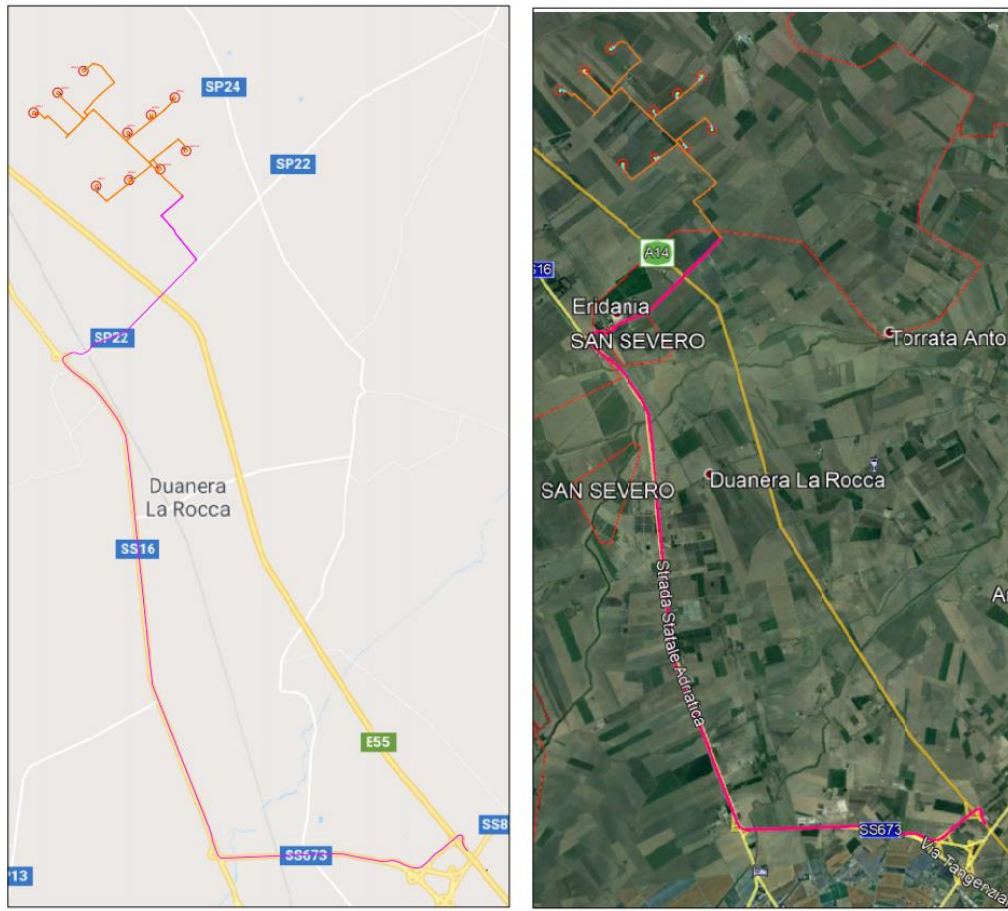 SP24
SP22
SP22
Duanera
La Rocca
SS16
E55
SS8
SS673
13
A14
S16
Eridania
SAN SEVERO
Torrata Anto
SAN SEVERO
Duanera La Rocca
Strada Statale Adriatica
SS673
Via Tangenzia